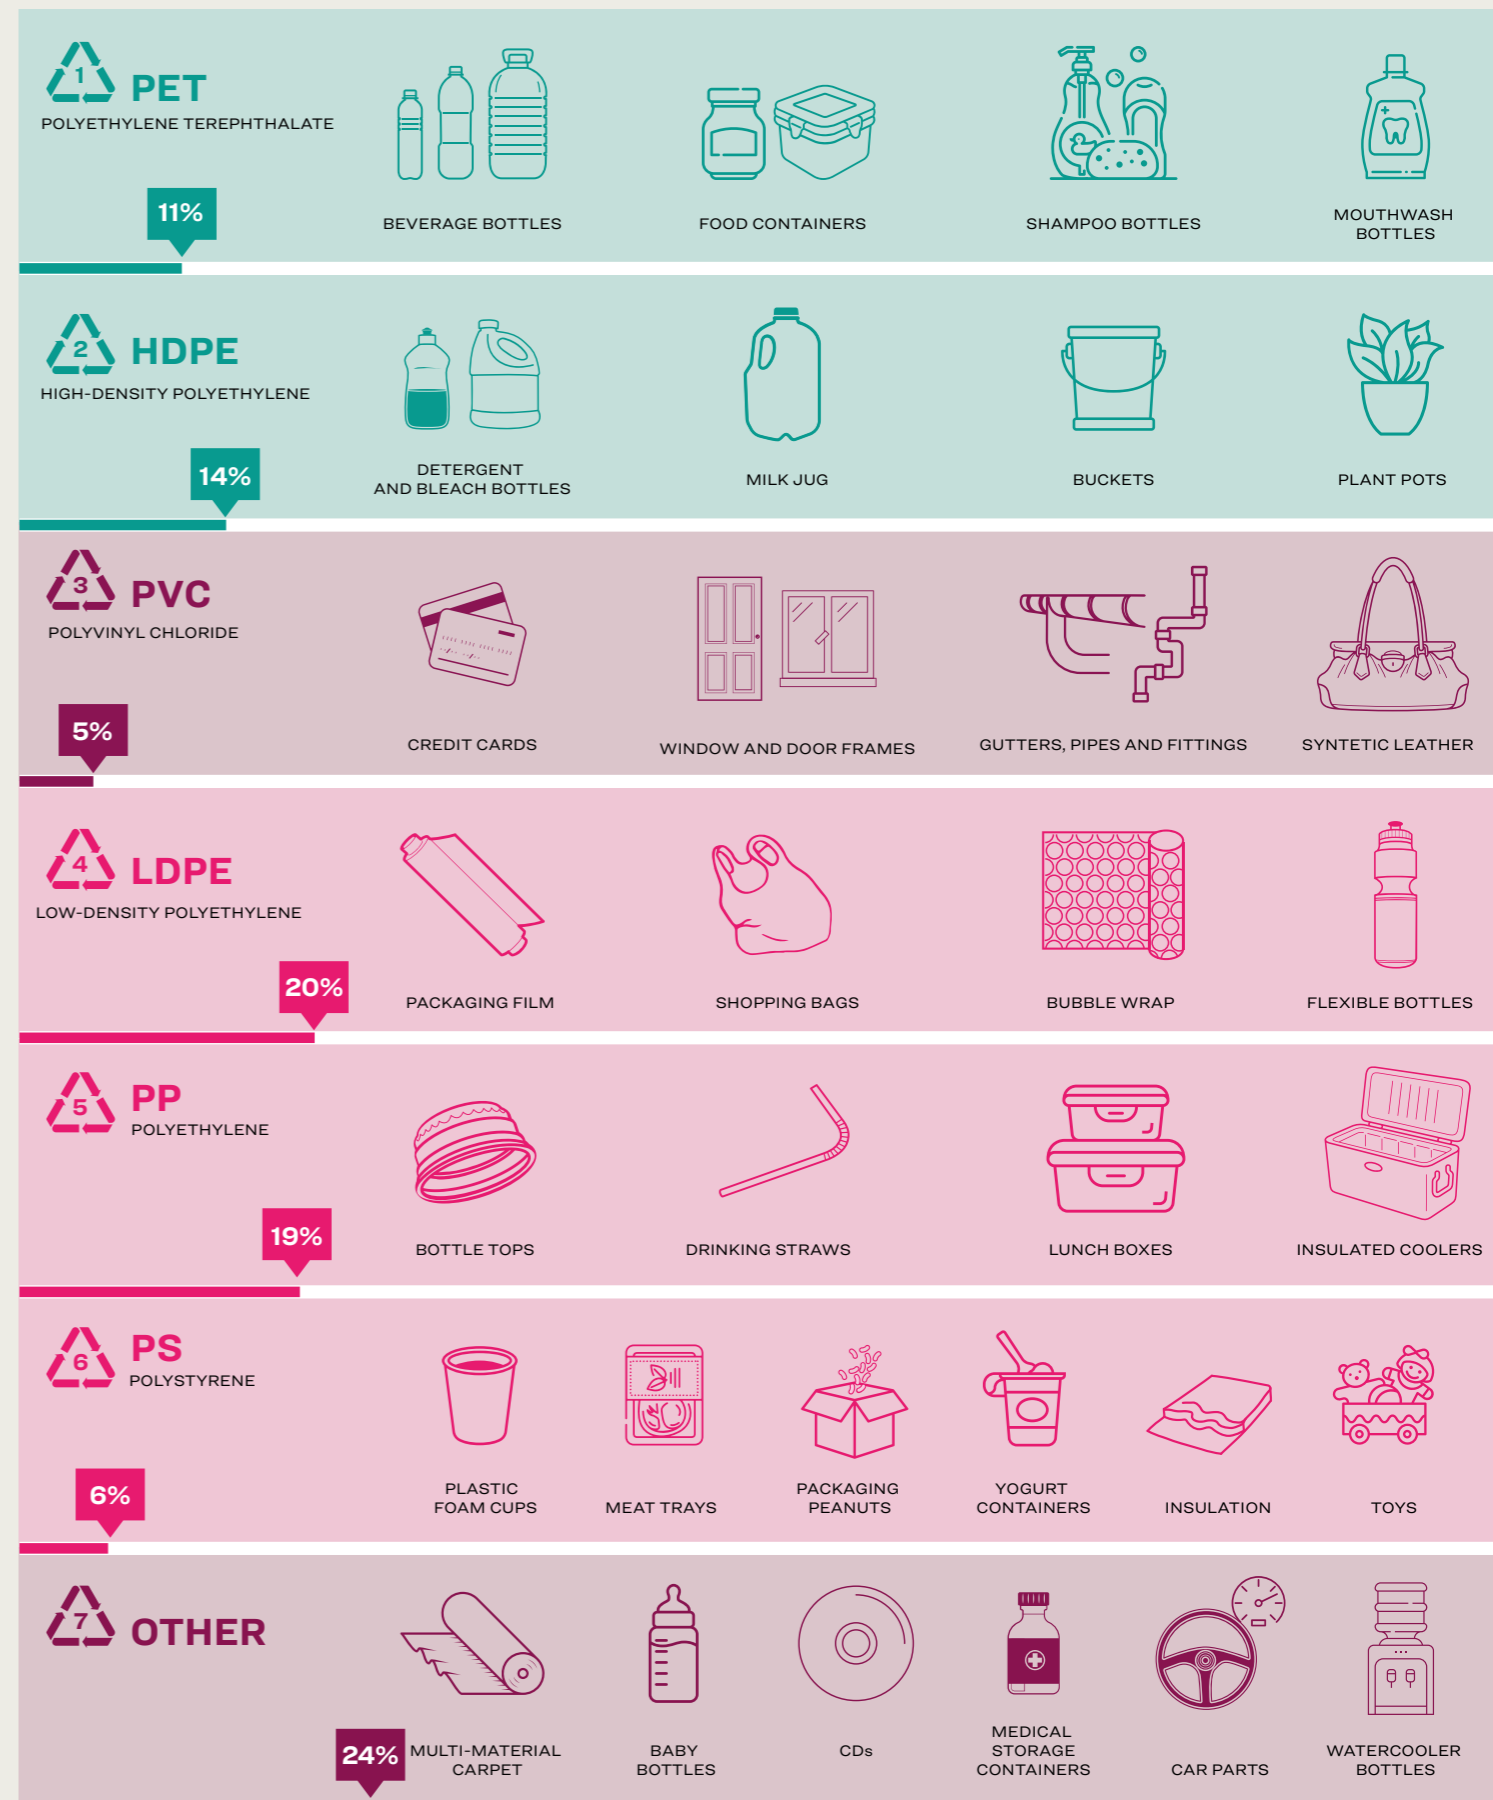 1
PET
POLYETHYLENE TEREPHTHALATE
11%
BEVERAGE BOTTLES
FOOD CONTAINERS
SHAMPOO BOTTLES
MOUTHWASH
BOTTLES
2
HDPE
HIGH-DENSITY POLYETHYLENE
14%
DETERGENT
AND BLEACH BOTTLES
MILK JUG
BUCKETS
PLANT POTS
3
PVC
POLYVINYL CHLORIDE
5%
CREDIT CARDS
WINDOW AND DOOR FRAMES
GUTTERS, PIPES AND FITTINGS
SYNTETIC LEATHER
4
LDPE
LOW-DENSITY POLYETHYLENE
20%
PACKAGING FILM
SHOPPING BAGS
BUBBLE WRAP
FLEXIBLE BOTTLES
5
PP
POLYETHYLENE
19%
BOTTLE TOPS
DRINKING STRAWS
LUNCH BOXES
INSULATED COOLERS
6
PS
POLYSTYRENE
6%
PLASTIC
FOAM CUPS
MEAT TRAYS
PACKAGING
PEANUTS
YOGURT
CONTAINERS
INSULATION
TOYS
7
OTHER
24%
MULTI-MATERIAL
CARPET
BABY
BOTTLES
CDs
MEDICAL
STORAGE
CONTAINERS
CAR PARTS
WATERCOOLER
BOTTLES